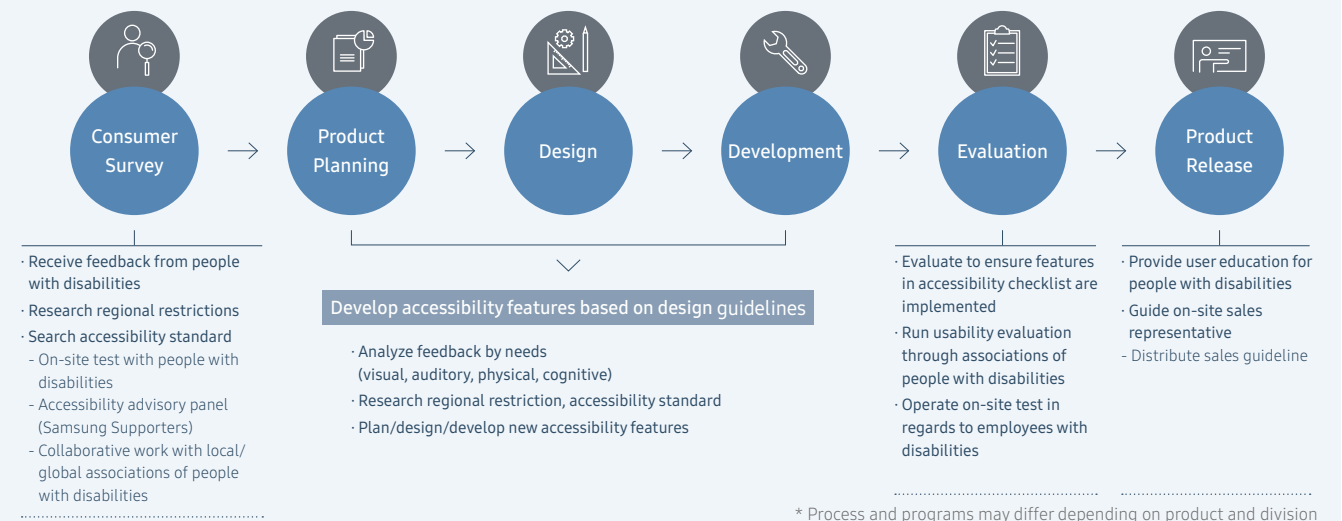 Consumer
Survey
Product
Planning
Design
Development
Evaluation
Product
Release
· Receive feedback from people
with disabilities
· Research regional restrictions
· Search accessibility standard
- On-site test with people with
disabilities
- Accessibility advisory panel
(Samsung Supporters)
- Collaborative work with local/
global associations of people
with disabilities
Develop accessibility features based on design guidelines
· Analyze feedback by needs
(visual, auditory, physical, cognitive)
· Research regional restriction, accessibility standard
· Plan/design/develop new accessibility features
· Evaluate to ensure features
in accessibility checklist are
implemented
· Run usability evaluation
through associations of
people with disabilities
· Operate on-site test in
regards to employees with
disabilities
· Provide user education for
people with disabilities
· Guide on-site sales
representative
- Distribute sales guideline
* Process and programs may differ depending on product and division